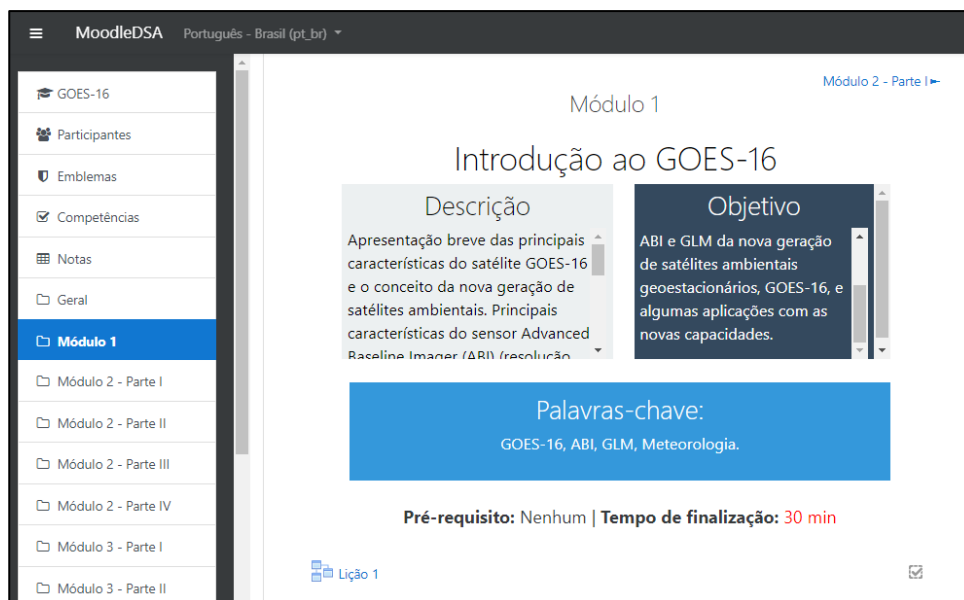 MoodleDSA Português - Brasil (pt_br)
GOES-16
Participantes
Emblemas
Competências
Notas
Geral
Módulo 1
Módulo 2 - Parte I
Módulo 2 - Parte II
Módulo 2 - Parte III
Módulo 2 - Parte IV
Módulo 3 - Parte I
Módulo 3 - Parte II
Módulo 2 - Parte I
Módulo 1
Introdução ao GOES-16
Descrição
Apresentação breve das principais
características do satélite GOES-16
e o conceito da nova geração de
satélites ambientais. Principais
características do sensor Advanced
Baseline Imager (ABI) (resolução
Objetivo
ABI e GLM da nova geração
de satélites ambientais
geoestacionários, GOES-16, e
algumas aplicações com as
novas capacidades.
Palavras-chave:
GOES-16, ABI, GLM, Meteorologia.
Pré-requisito: Nenhum | Tempo de finalização: 30 min
Lição 1